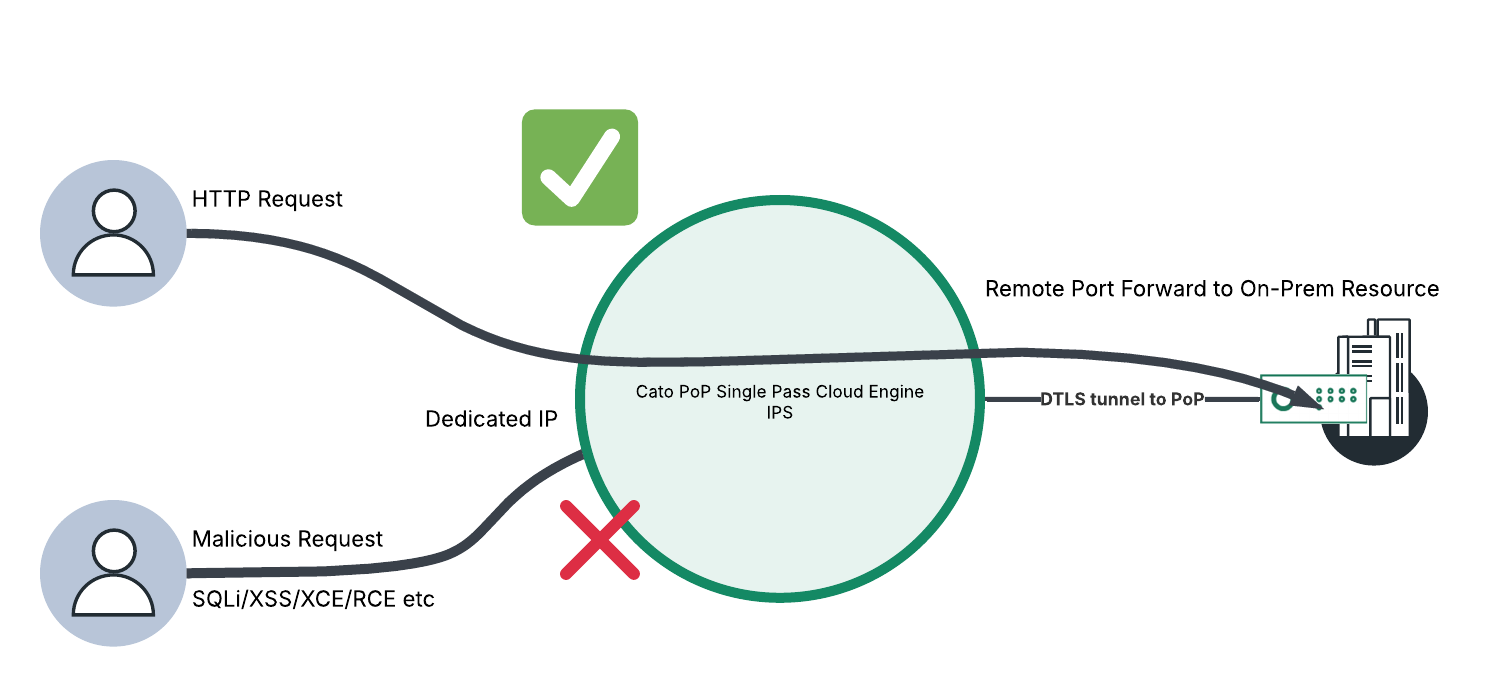 HTTP Request
Remote Port Forward to On-Prem Resource
Cato PoP Single Pass Cloud Engine
IPS
DTLS tunnel to PoP
Dedicated IP
Malicious Request
SQLi/XSS/XCE/RCE etc